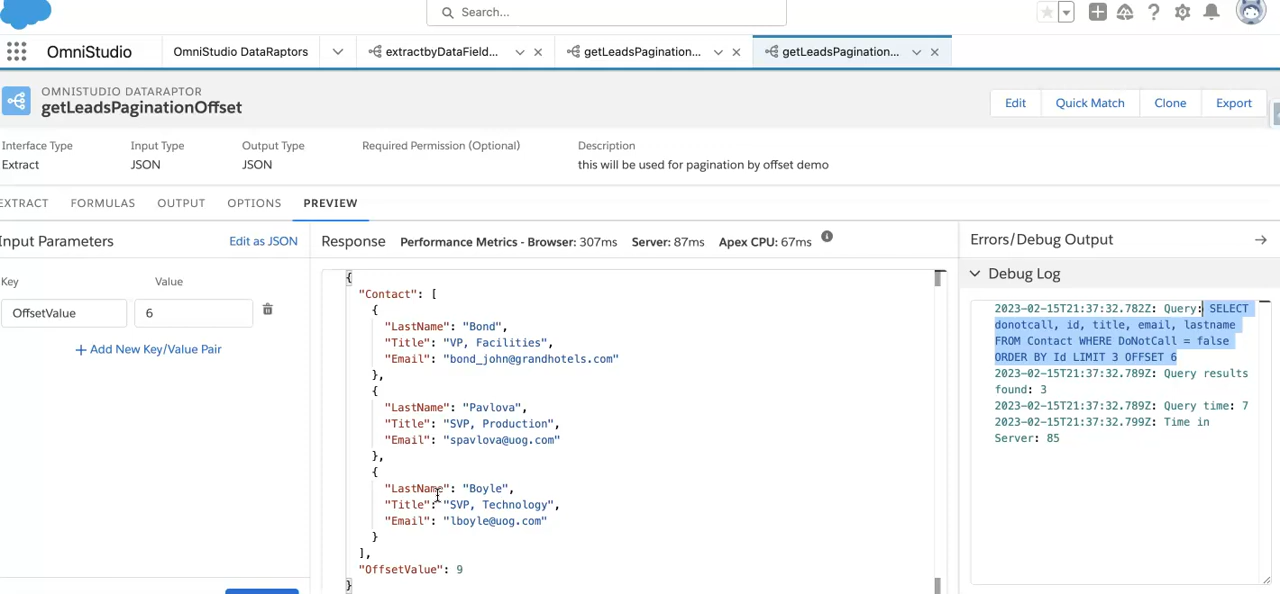 Search...
OmniStudio
OmniStudio DataRaptors
extractbyDataField...
getLeadsPagination...
getLeadsPagination...
OMNISTUDIO DATARAPTOR
getLeadsPaginationOffset
Edit
Quick Match
Clone
Export
Interface Type
Input Type
Output Type
Required Permission (Optional)
Description
Extract
JSON
JSON
this will be used for pagination by offset demo
EXTRACT
FORMULAS
OUTPUT
OPTIONS
PREVIEW
Input Parameters
Edit as JSON
Key
Value
OffsetValue
6
+ Add New Key/Value Pair
Response
Performance Metrics - Browser: 307ms Server: 87ms Apex CPU: 67ms
{
"Contact": [
{
"LastName": "Bond",
"Title": "VP, Facilities",
"Email": "bond_john@grandhotels.com"
},
{
"LastName": "Pavlova",
"Title": "SVP, Production",
"Email": "spavlova@uog.com"
},
{
"LastName": "Boyle",
"Title": "SVP, Technology",
"Email": "lboyle@uog.com"
}
],
"OffsetValue": 9
}
Errors/Debug Output
Debug Log
2023-02-15T21:37:32.782Z: Query: SELECT
donotcall, id, title, email, lastname
FROM Contact WHERE DoNotCall = false
ORDER BY Id LIMIT 3 OFFSET 6
2023-02-15T21:37:32.789Z: Query results
found: 3
2023-02-15T21:37:32.789Z: Query time: 7
2023-02-15T21:37:32.799Z: Time in
Server: 85